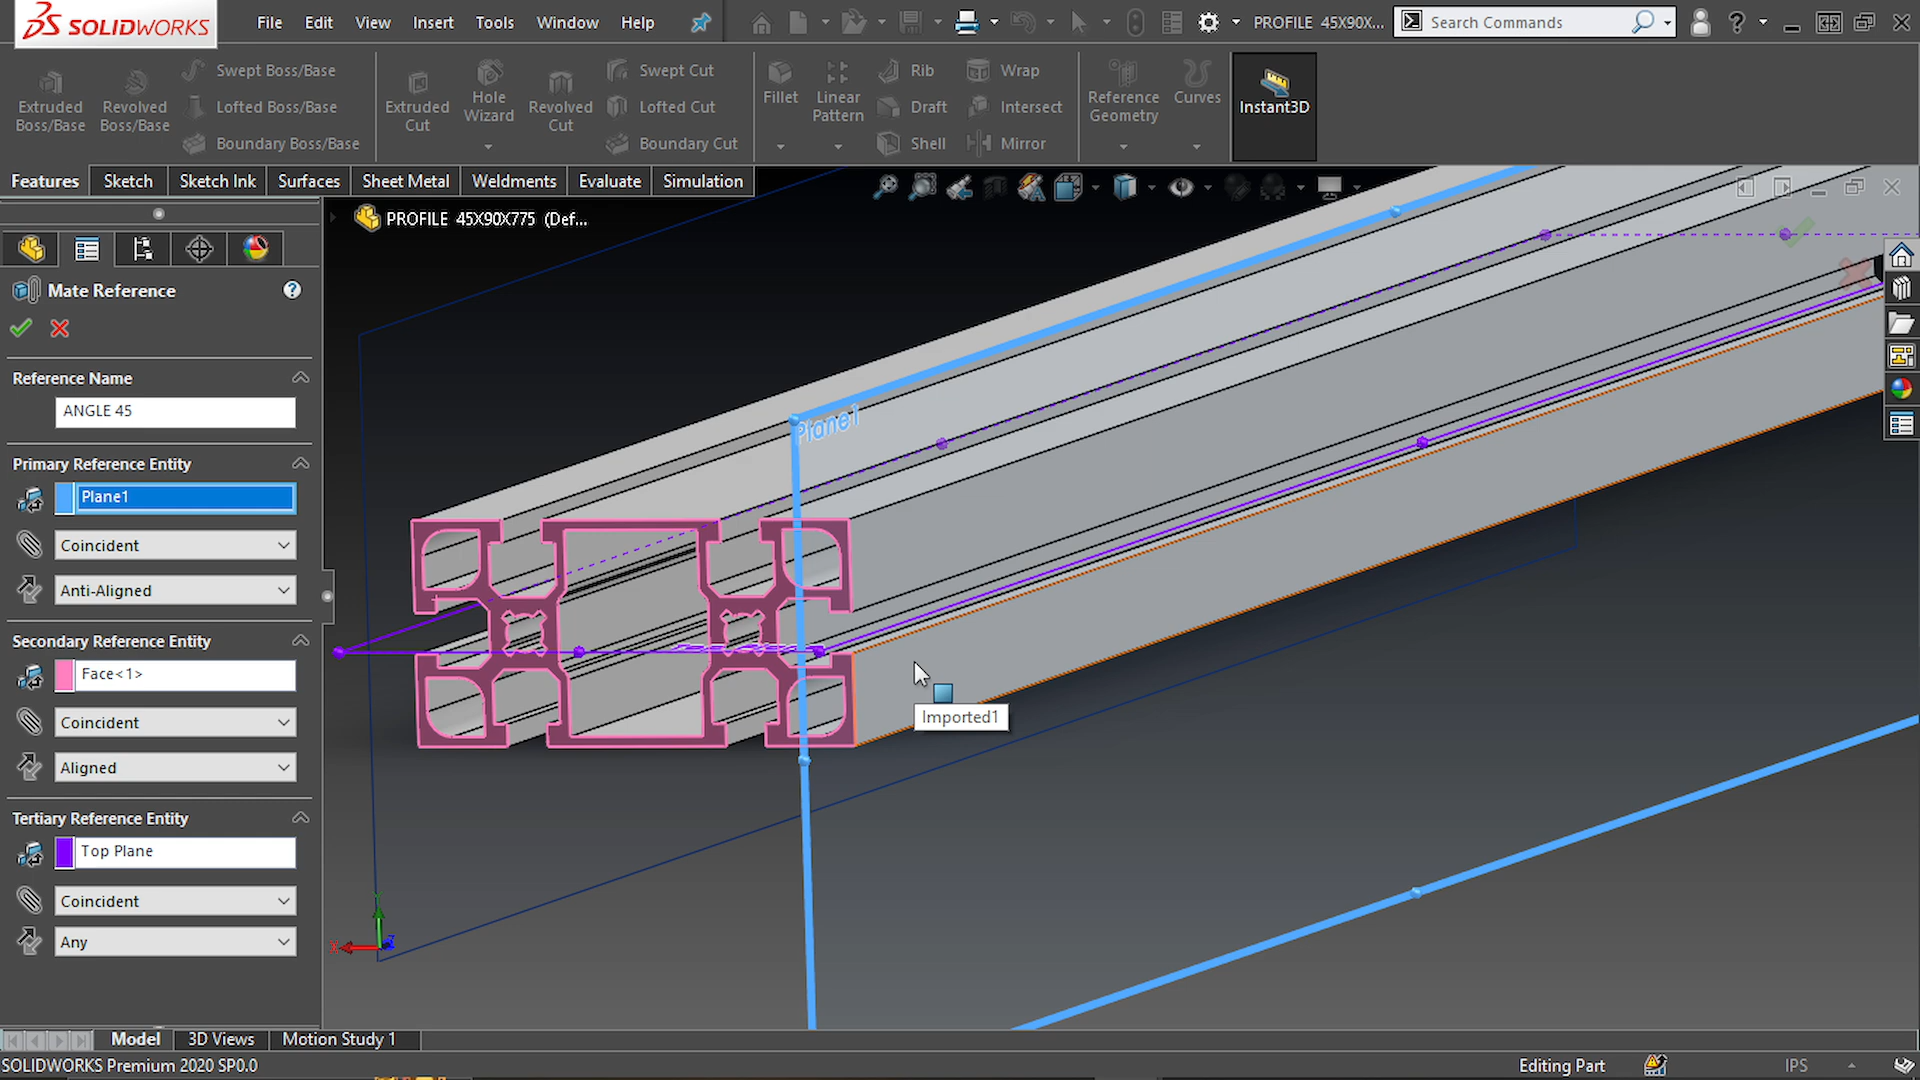 SOLIDWORKS
File Edit View Insert Tools Window Help
PROFILE 45X90X...
Search Commands
Extruded Boss/Base
Revolved Boss/Base
Swept Boss/Base
Lofted Boss/Base
Boundary Boss/Base
Extruded Cut
Hole Wizard
Revolved Cut
Swept Cut
Lofted Cut
Boundary Cut
Fillet
Linear Pattern
Rib
Draft
Shell
Wrap
Intersect
Mirror
Reference Geometry
Curves
Instant3D
Features Sketch Sketch Ink Surfaces Sheet Metal Weldments Evaluate Simulation
PROFILE 45X90X775 (Def...
Mate Reference
Reference Name
ANGLE 45
Primary Reference Entity
Plane1
Coincident
Anti-Aligned
Secondary Reference Entity
Face<1>
Coincident
Aligned
Tertiary Reference Entity
Top Plane
Coincident
Any
Plane1
Imported1
Model 3D Views Motion Study 1
SOLIDWORKS Premium 2020 SP0.0
Editing Part
IPS